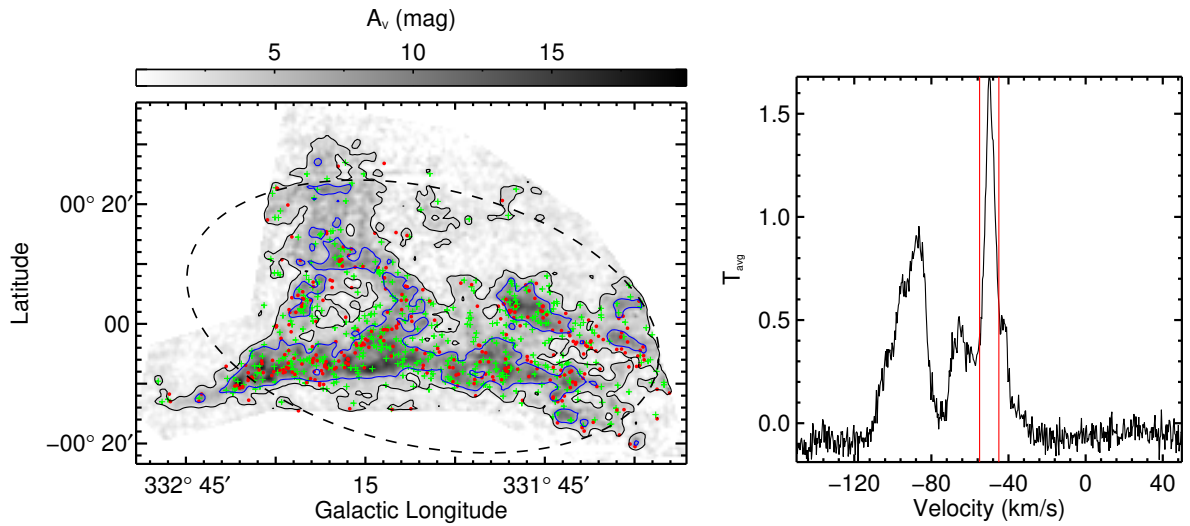 Aᵥ (mag)
5 10 15
00° 20′
00
−00° 20′
Latitude
332° 45′ 15 331° 45′
Galactic Longitude
1.5
1.0
0.5
0.0
T_avg
−120 −80 −40 0 40
Velocity (km/s)